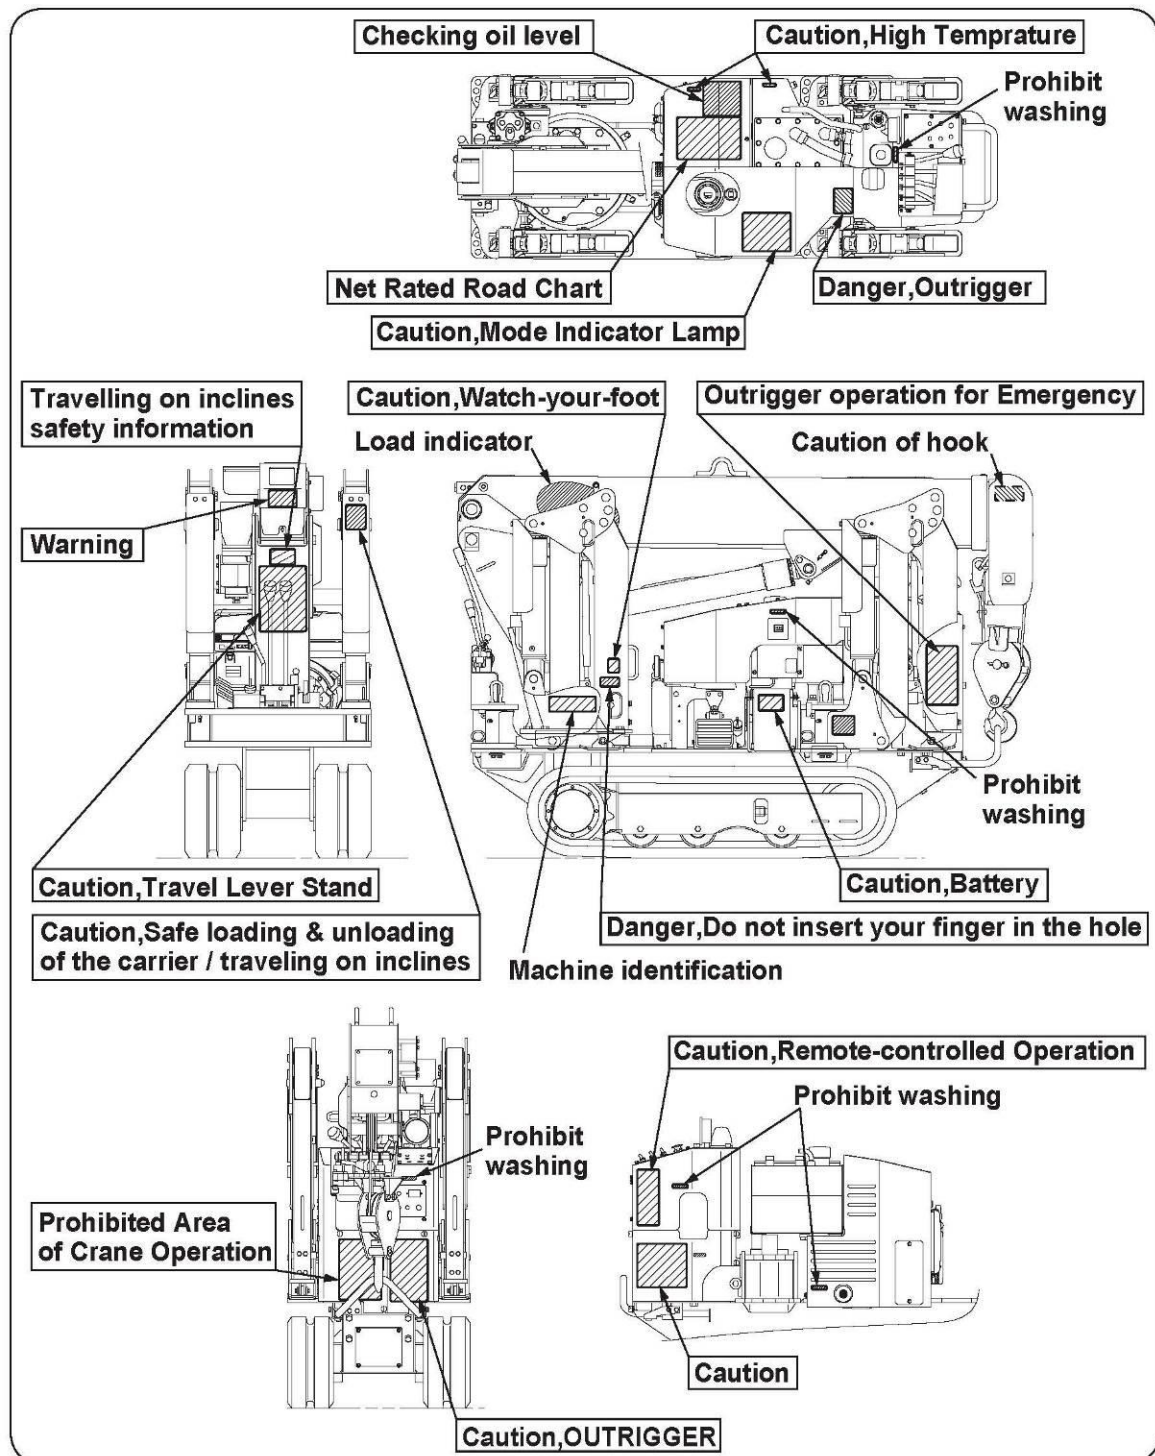 Checking oil level
Caution,High Temprature
Prohibit
washing
Net Rated Road Chart
Danger,Outrigger
Caution,Mode Indicator Lamp
Travelling on inclines
safety information
Caution,Watch-your-foot
Outrigger operation for Emergency
Load indicator
Caution of hook
Warning
Prohibit
washing
Caution,Travel Lever Stand
Caution,Battery
Caution,Safe loading & unloading
of the carrier / traveling on inclines
Danger,Do not insert your finger in the hole
Machine identification
Caution,Remote-controlled Operation
Prohibit washing
Prohibit
washing
Prohibited Area
of Crane Operation
Caution
Caution,OUTRIGGER